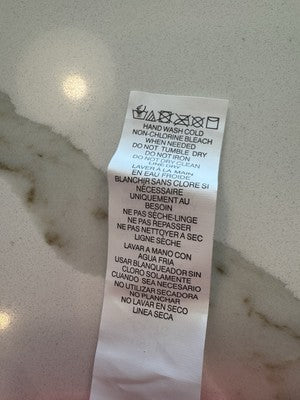 HAND WASH COLD
NON-CHLORINE BLEACH
WHEN NEEDED
DO NOT TUMBLE DRY
DO NOT IRON
DO NOT DRY CLEAN
LINE DRY
LAVER À LA MAIN
EN EAU FROIDE
BLANCHIR SANS CLORE SI
NÉCESSAIRE
UNIQUEMENT AU
BESOIN
NE PAS SÈCHE-LINGE
NE PAS REPASSER
NE PAS NETTOYER A SEC
LIGNE SÈCHE
LAVAR A MANO CON
AGUA FRIA
USAR BLANQUEADOR SIN
CLORO SOLAMENTE
CUANDO SEA NECESARIO
NO UTILIZAR SECADORA
NO PLANCHAR
NO LAVAR EN SECO
LINEA SECA